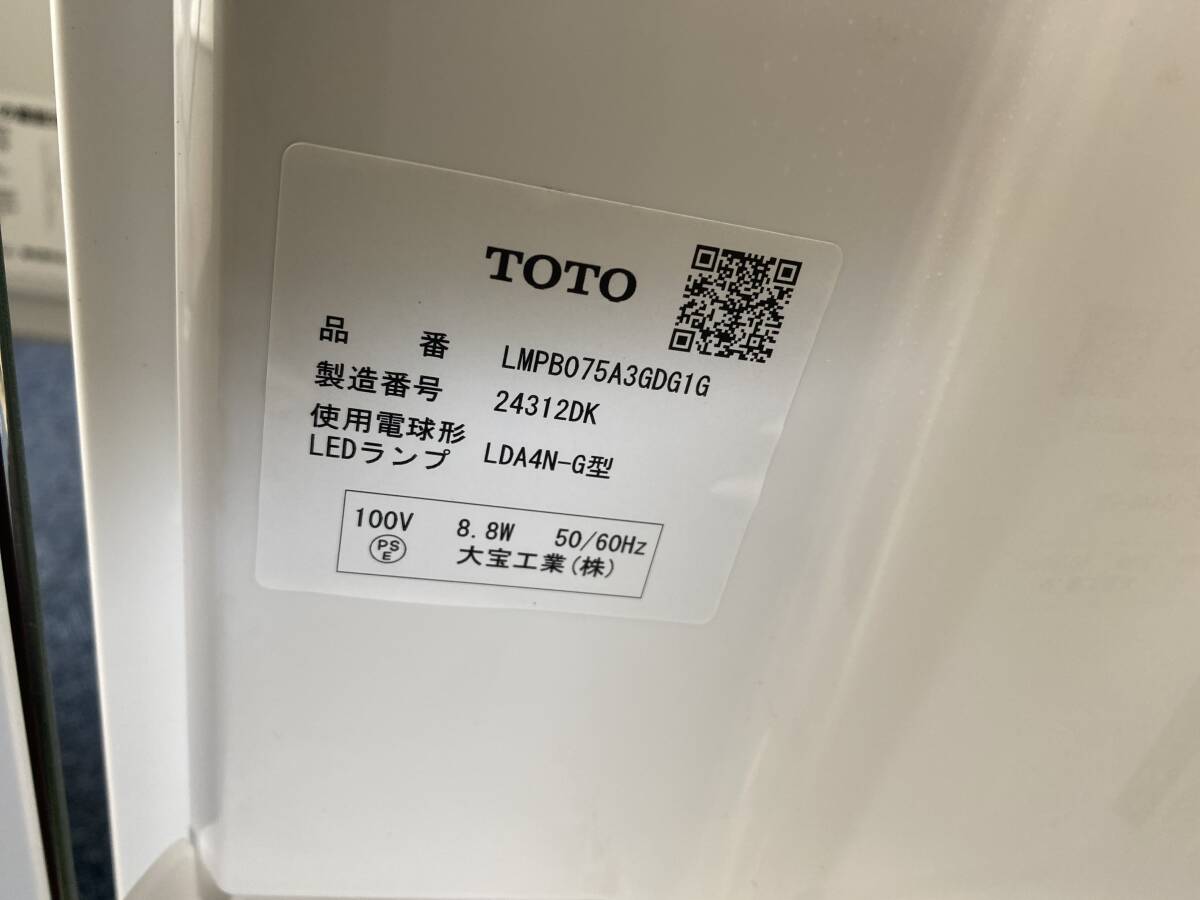 TOTO
品番 LMPB075A3GDG1G
製造番号 24312DK
使用電球形
LEDランプ LDA4N-G型
100V 8.8W 50/60Hz
PSE 大宝工業(株)